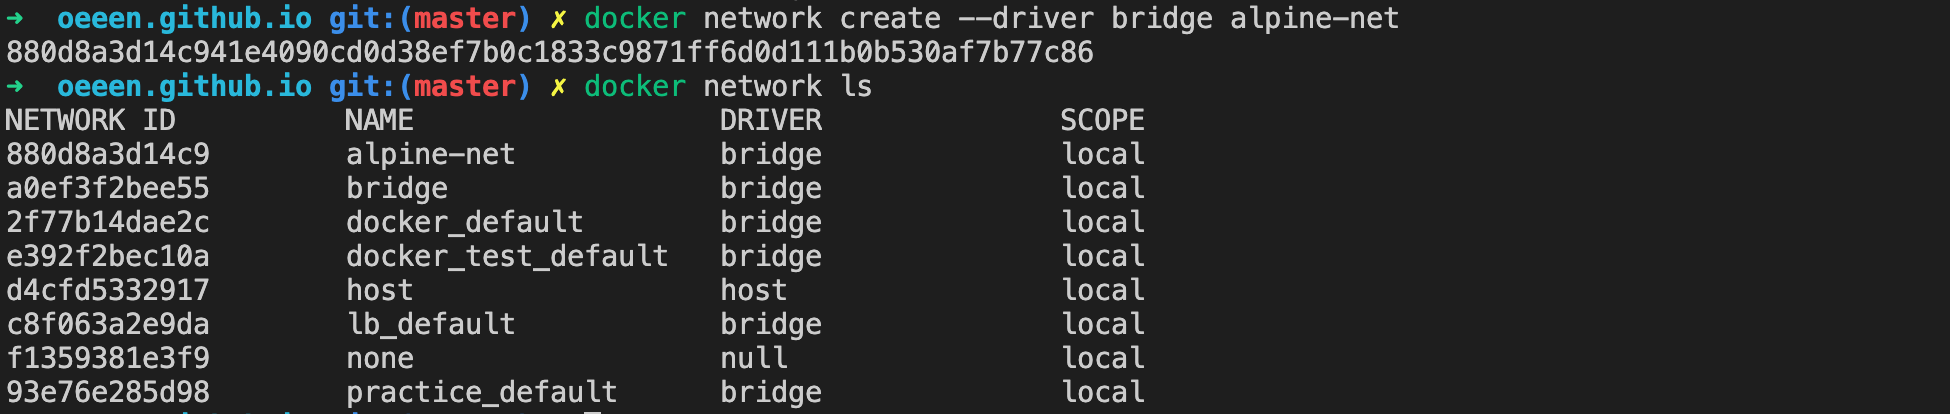 ➜  oeeen.github.io git:(master) ✗ docker network create --driver bridge alpine-net
880d8a3d14c941e4090cd0d38ef7b0c1833c9871ff6d0d111b0b530af7b77c86
➜  oeeen.github.io git:(master) ✗ docker network ls
NETWORK ID          NAME                  DRIVER              SCOPE
880d8a3d14c9        alpine-net            bridge              local
a0ef3f2bee55        bridge                bridge              local
2f77b14dae2c        docker_default        bridge              local
e392f2bec10a        docker_test_default   bridge              local
d4cfd5332917        host                  host                local
c8f063a2e9da        lb_default            bridge              local
f1359381e3f9        none                  null                local
93e76e285d98        practice_default      bridge              local